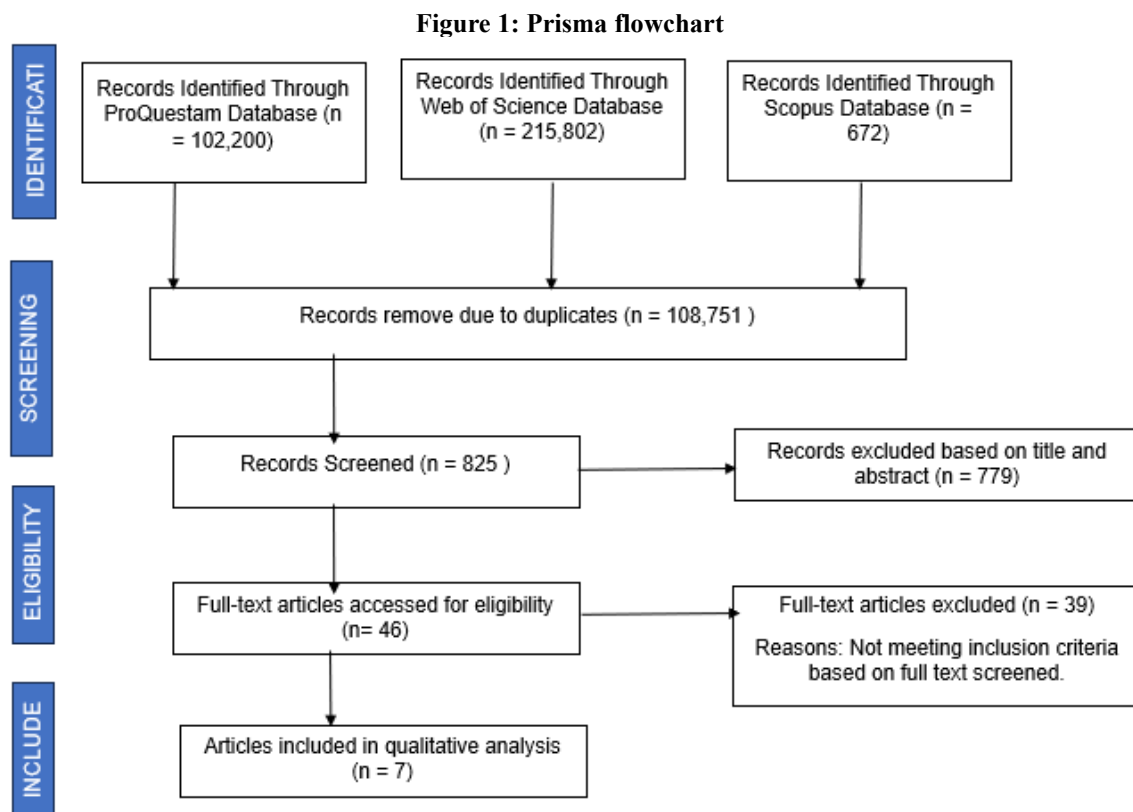 Figure 1: Prisma flowchart
IDENTIFICATI
Records Identified Through
ProQuestam Database (n
= 102,200)
Records Identified Through
Web of Science Database
(n = 215,802)
Records Identified Through
Scopus Database (n =
672)
SCREENING
Records remove due to duplicates (n = 108,751 )
Records Screened (n = 825 )
Records excluded based on title and
abstract (n = 779)
ELIGIBILITY
Full-text articles accessed for eligibility
(n= 46)
Full-text articles excluded (n = 39)
Reasons: Not meeting inclusion criteria
based on full text screened.
INCLUDE
Articles included in qualitative analysis
(n = 7)